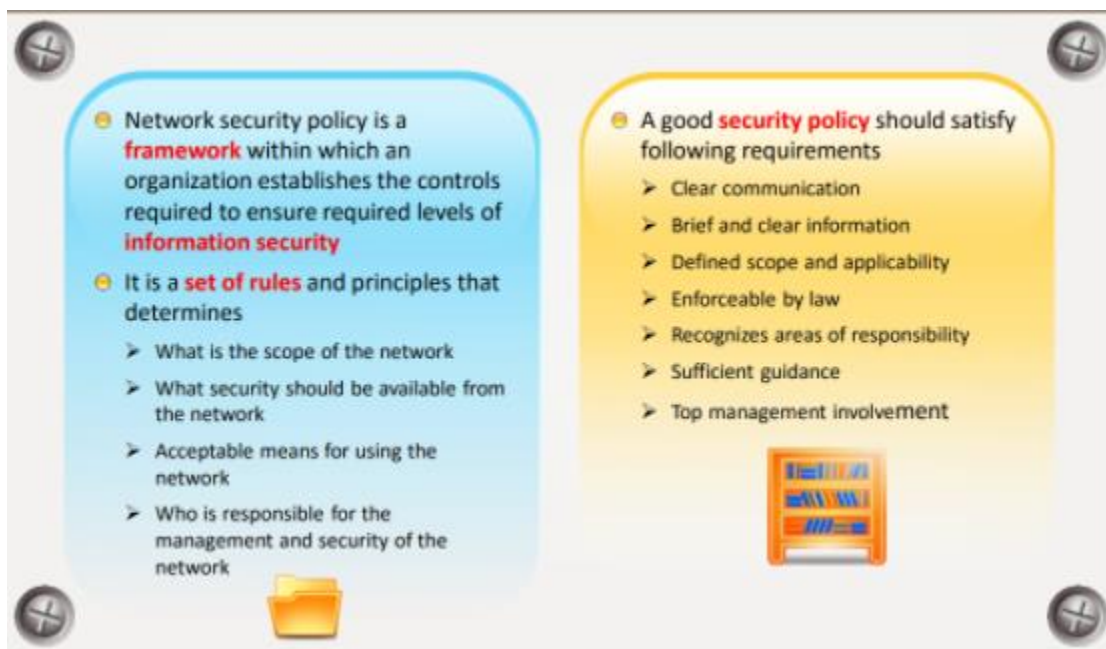 Network security policy is a
framework within which an
organization establishes the controls
required to ensure required levels of
information security
It is a set of rules and principles that
determines
What is the scope of the network
What security should be available from
the network
Acceptable means for using the
network
Who is responsible for the
management and security of the
network
A good security policy should satisfy
following requirements
Clear communication
Brief and clear information
Defined scope and applicability
Enforceable by law
Recognizes areas of responsibility
Sufficient guidance
Top management involvement